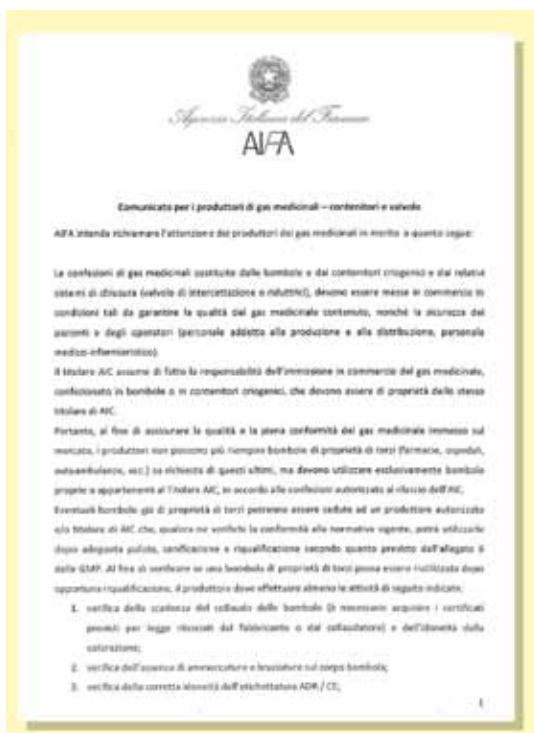 Agenzia Italiana del Farmaco
AIFA
Comunicato per i produttori di gas medicinali – contenitori e valvole
AIFA intende richiamare l'attenzione dei produttori dei gas medicinali in merito a quanto segue:
Le confezioni di gas medicinali costituite dalle bombole e dai contenitori criogenici e dai relativi
sistemi di chiusura (valvole di intercettazione o riduttrici), devono essere messe in commercio in
condizioni tali da garantire la qualità del gas medicinale contenuto, nonché la sicurezza dei
pazienti e degli operatori (personale addetto alla produzione e alla distribuzione, personale
medico-infermieristico).
Il titolare AIC assume di fatto la responsabilità dell'immissione in commercio del gas medicinale,
confezionato in bombole o in contenitori criogenici, che devono essere di proprietà dello stesso
titolare di AIC.
Pertanto, al fine di assicurare la qualità e la piena conformità del gas medicinale immesso sul
mercato, i produttori non possono più riempire bombole di proprietà di terzi (farmacie, ospedali,
autoambulanze, ecc.) su richiesta di questi ultimi, ma devono utilizzare esclusivamente bombole
proprie o appartenenti al Titolare AIC, in accordo alle confezioni autorizzate al rilascio dell'AIC.
Eventuali bombole già di proprietà di terzi potranno essere cedute ad un produttore autorizzato
e/o titolare di AIC che, qualora ne verifichi la conformità alle normative vigente, potrà utilizzarle
dopo adeguata pulizia, sanificazione e riqualificazione secondo quanto previsto dall'allegato 6
delle GMP. Al fine di verificare se una bombola di proprietà di terzi possa essere riutilizzata dopo
opportuna riqualificazione, il produttore deve effettuare almeno le attività di seguito indicate:
1. verifica della scadenza del collaudo delle bombole (è necessario acquisire i certificati
previsti per legge rilasciati dal fabbricante o dal collaudatore) e dell'idoneità della
colorazione;
2. verifica dell'assenza di ammaccature e bruciature sul corpo bombola;
3. verifica della corretta idoneità dell'etichettatura ADR / CE;
1